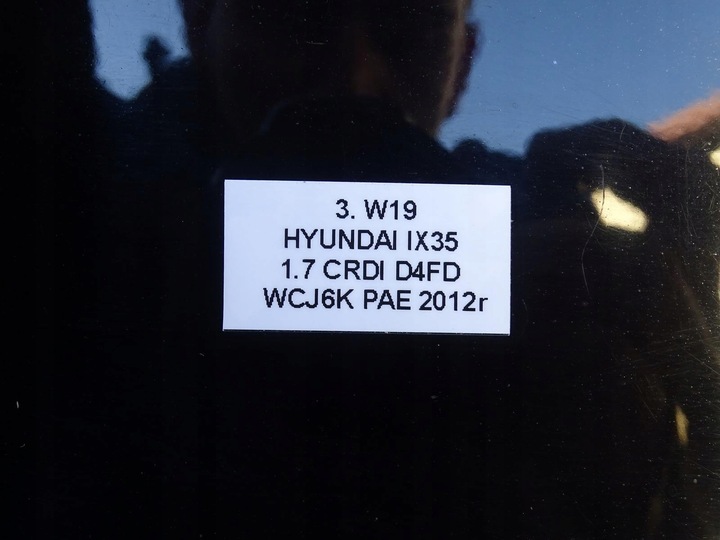 3. W19
HYUNDAI IX35
1.7 CRDI D4FD
WCJ6K PAE 2012r